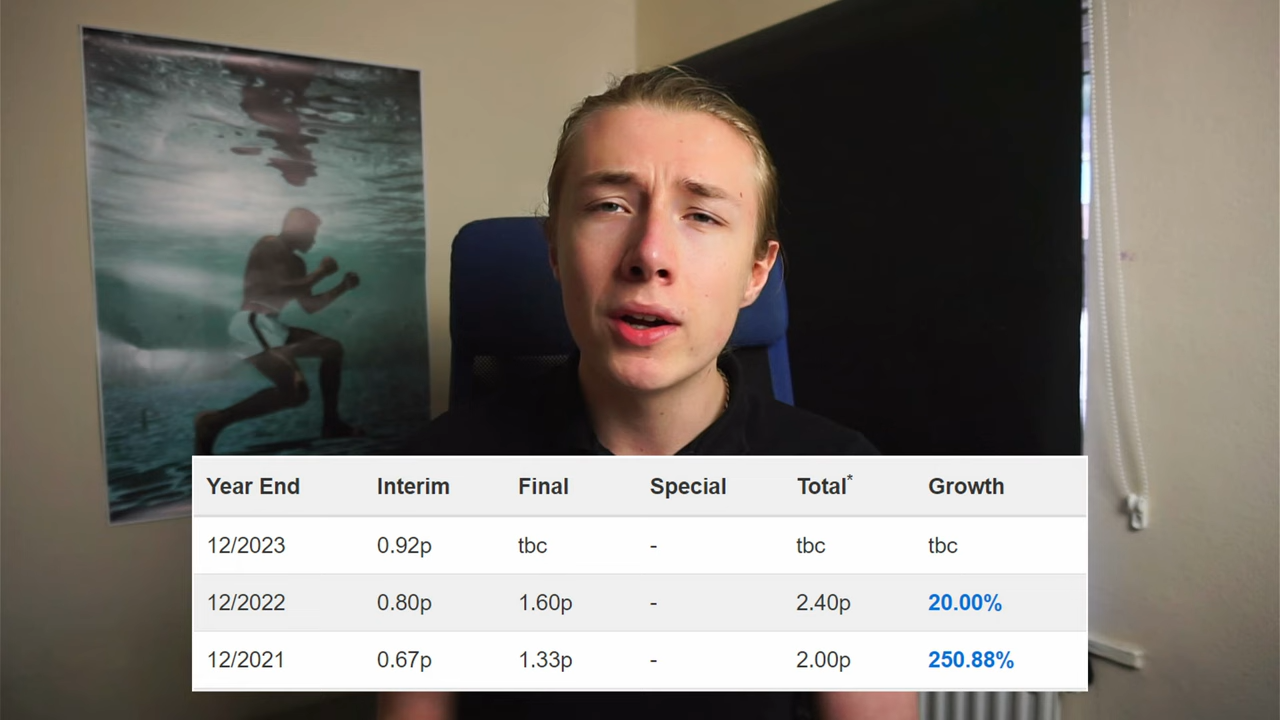 Year End Interim Final Special Total* Growth
12/2023 0.92p tbc - tbc tbc
12/2022 0.80p 1.60p - 2.40p 20.00%
12/2021 0.67p 1.33p - 2.00p 250.88%